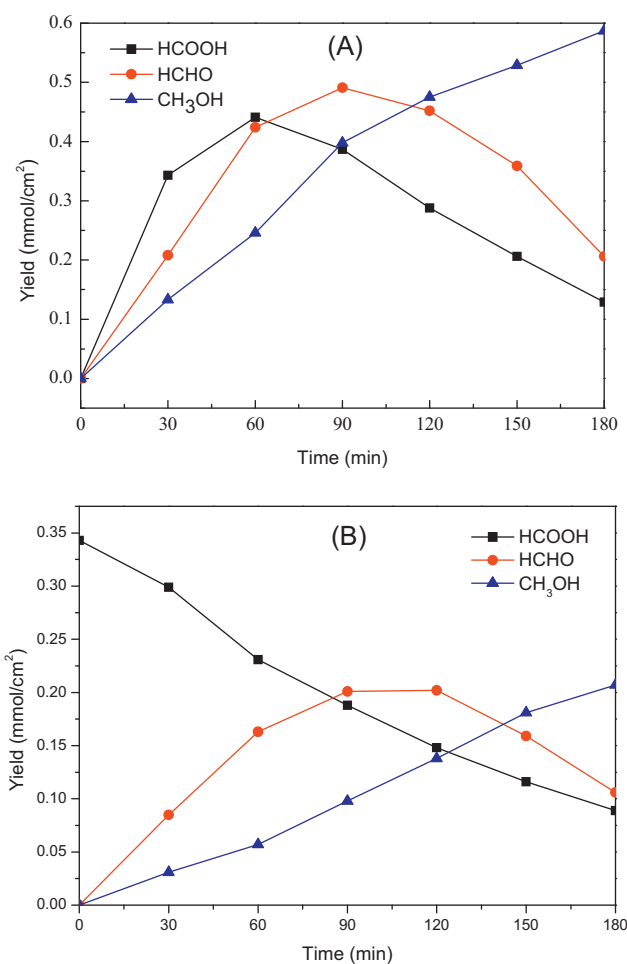 (A)
HCOOH
HCHO
CH3OH
Yield (mmol/cm2)
0.6
0.5
0.4
0.3
0.2
0.1
0.0
0 30 60 90 120 150 180
Time (min)
(B)
HCOOH
HCHO
CH3OH
Yield (mmol/cm2)
0.35
0.30
0.25
0.20
0.15
0.10
0.05
0.00
0 30 60 90 120 150 180
Time (min)